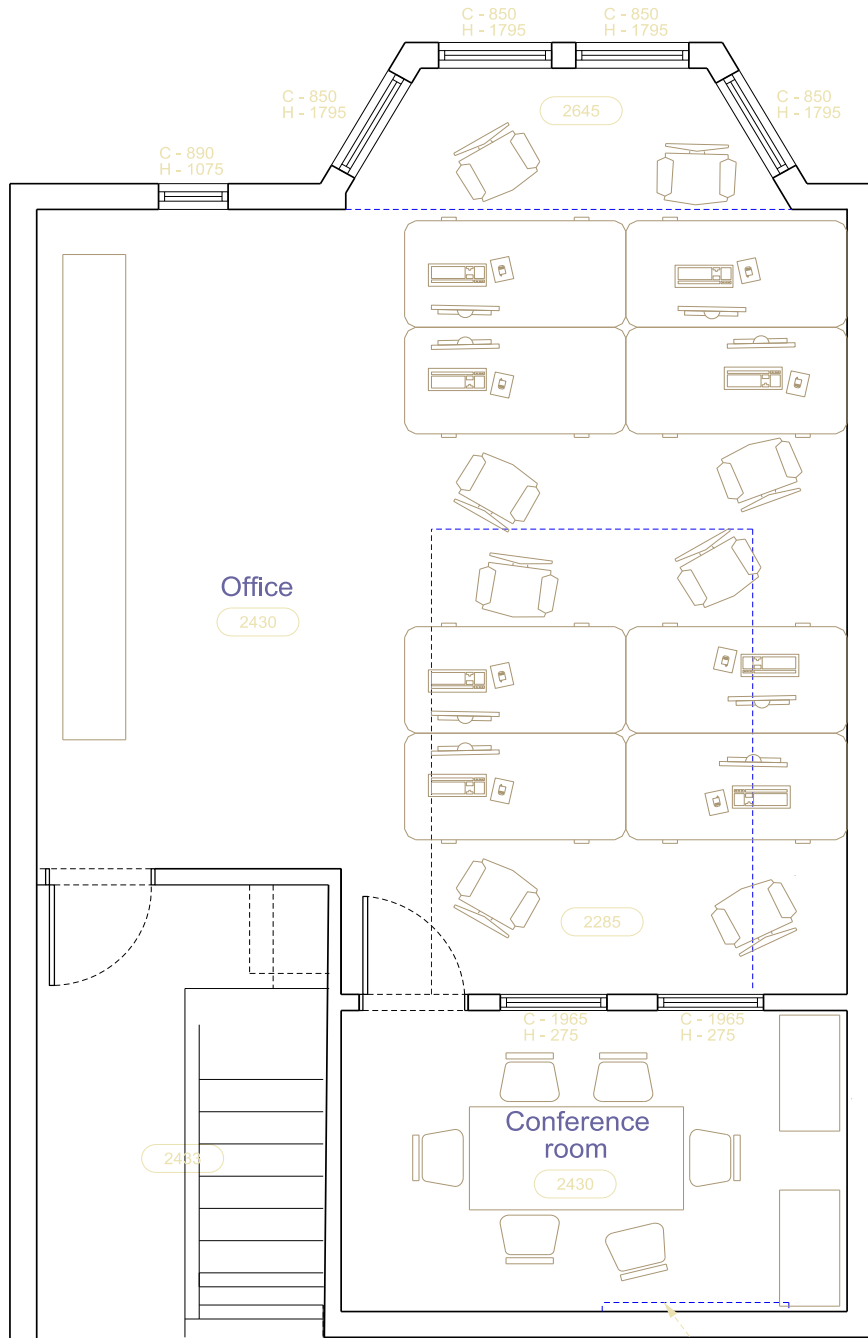 C - 850
H - 1795
C - 850
H - 1795
C - 850
H - 1795
2645
C - 850
H - 1795
C - 890
H - 1075
Office
2430
2285
C - 1965
H - 275
C - 1965
H - 275
Conference
room
2430